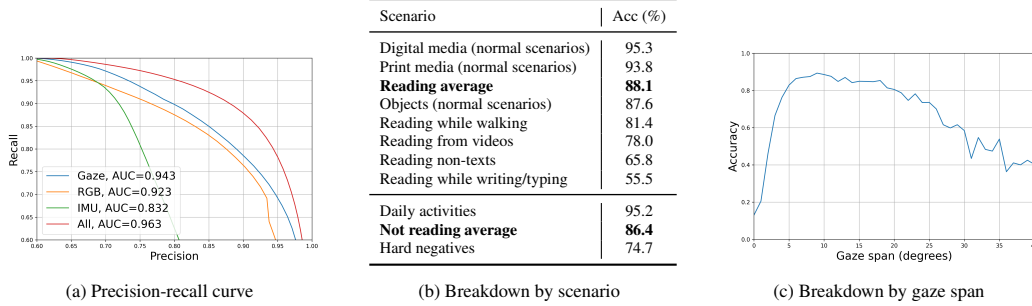 1.00
0.95
0.90
0.85
0.80
0.75
0.70
0.65
0.60
Recall
Gaze, AUC=0.943
RGB, AUC=0.923
IMU, AUC=0.832
All, AUC=0.963
0.60 0.70 0.80 0.85 0.90 0.95 1.00
Precision
(a) Precision-recall curve
Scenario Acc (%)
Digital media (normal scenarios) 95.3
Print media (normal scenarios) 93.8
Reading average 88.1
Objects (normal scenarios) 87.6
Reading while walking 81.4
Reading from videos 78.0
Reading non-texts 65.8
Reading while writing/typing 55.5
Daily activities 95.2
Not reading average 86.4
Hard negatives 74.7
(b) Breakdown by scenario
1.0
0.8
0.6
0.4
0.2
0.0
Accuracy
0 5 10 15 20 25 30 35
Gaze span (degrees)
(c) Breakdown by gaze span